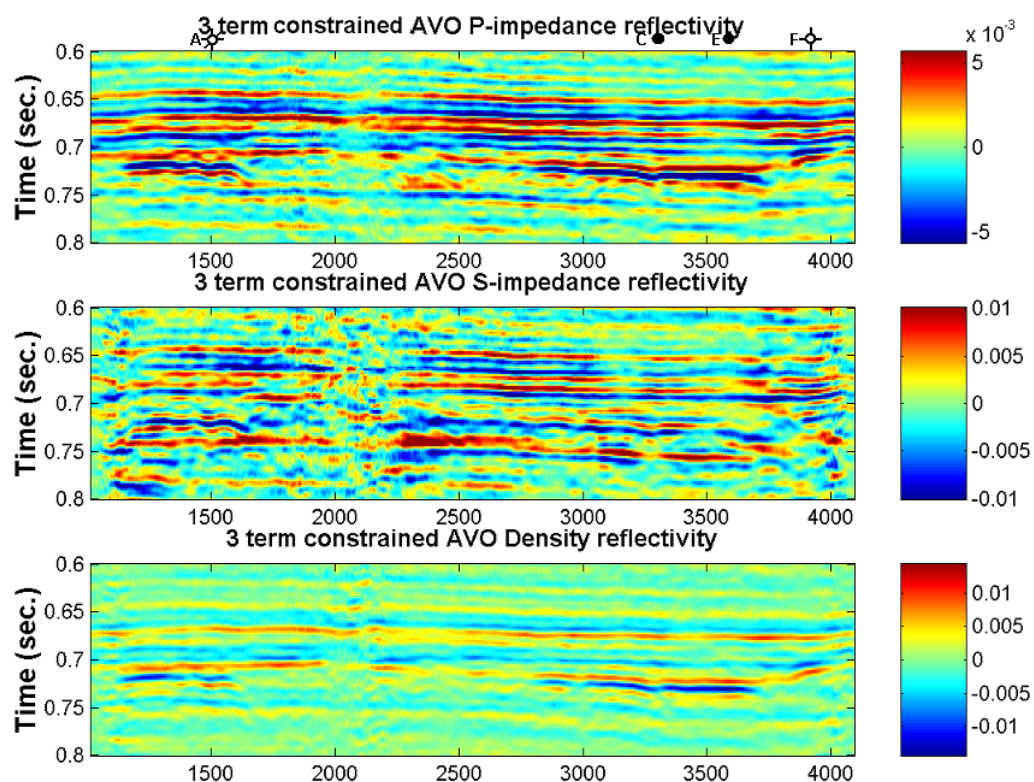 3 term constrained AVO P-impedance reflectivity
A C E F
x 10-3
0.6
0.65
0.7
0.75
0.8
Time (sec.)
1500 2000 2500 3000 3500 4000
5
0
-5
3 term constrained AVO S-impedance reflectivity
0.6
0.65
0.7
0.75
0.8
Time (sec.)
1500 2000 2500 3000 3500 4000
0.01
0.005
0
-0.005
-0.01
3 term constrained AVO Density reflectivity
0.6
0.65
0.7
0.75
0.8
Time (sec.)
1500 2000 2500 3000 3500 4000
0.01
0.005
0
-0.005
-0.01